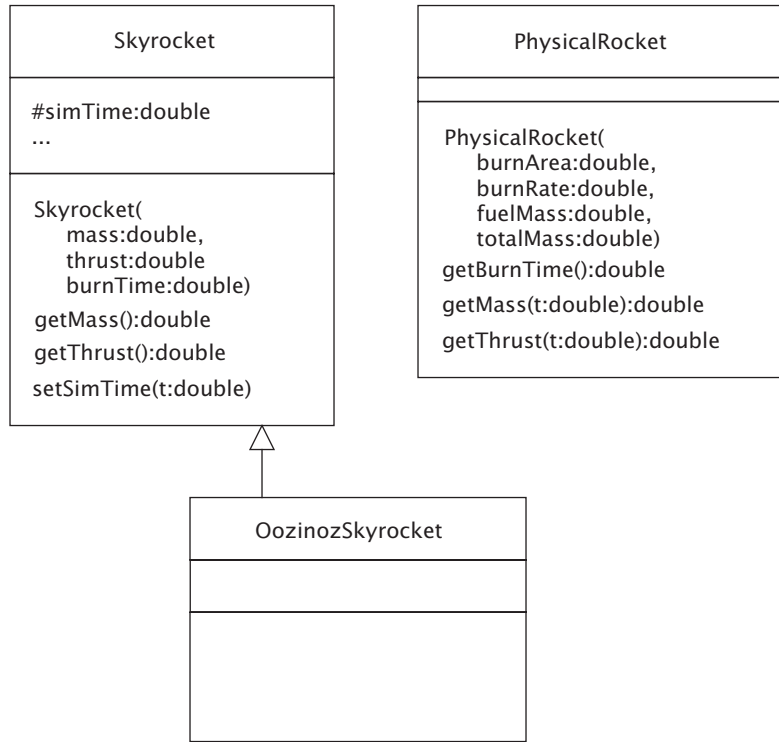 Skyrocket
#simTime:double
...
Skyrocket(
mass:double,
thrust:double
burnTime:double)
getMass():double
getThrust():double
setSimTime(t:double)
PhysicalRocket
PhysicalRocket(
burnArea:double,
burnRate:double,
fuelMass:double,
totalMass:double)
getBurnTime():double
getMass(t:double):double
getThrust(t:double):double
OozinozSkyrocket